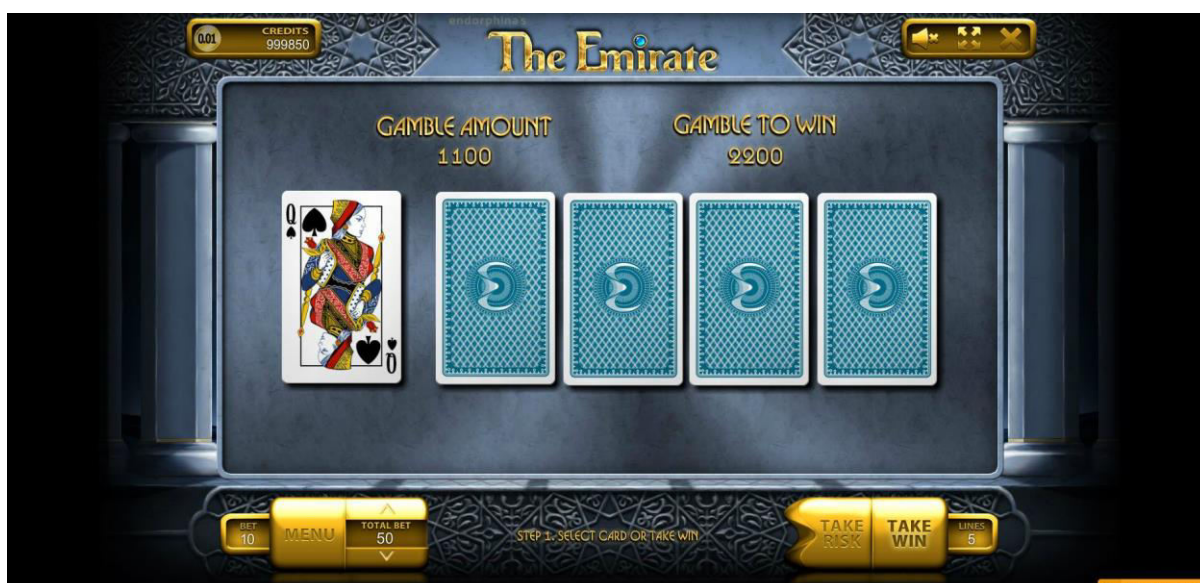 endorphina's
0.01
CREDITS
999850
The Emirate
GAMBLE AMOUNT
1100
GAMBLE TO WIN
2200
Q
Q
BET
10
MENU
TOTAL BET
50
STEP 1. SELECT CARD OR TAKE WIN
TAKE
RISK
TAKE
WIN
LINES
5